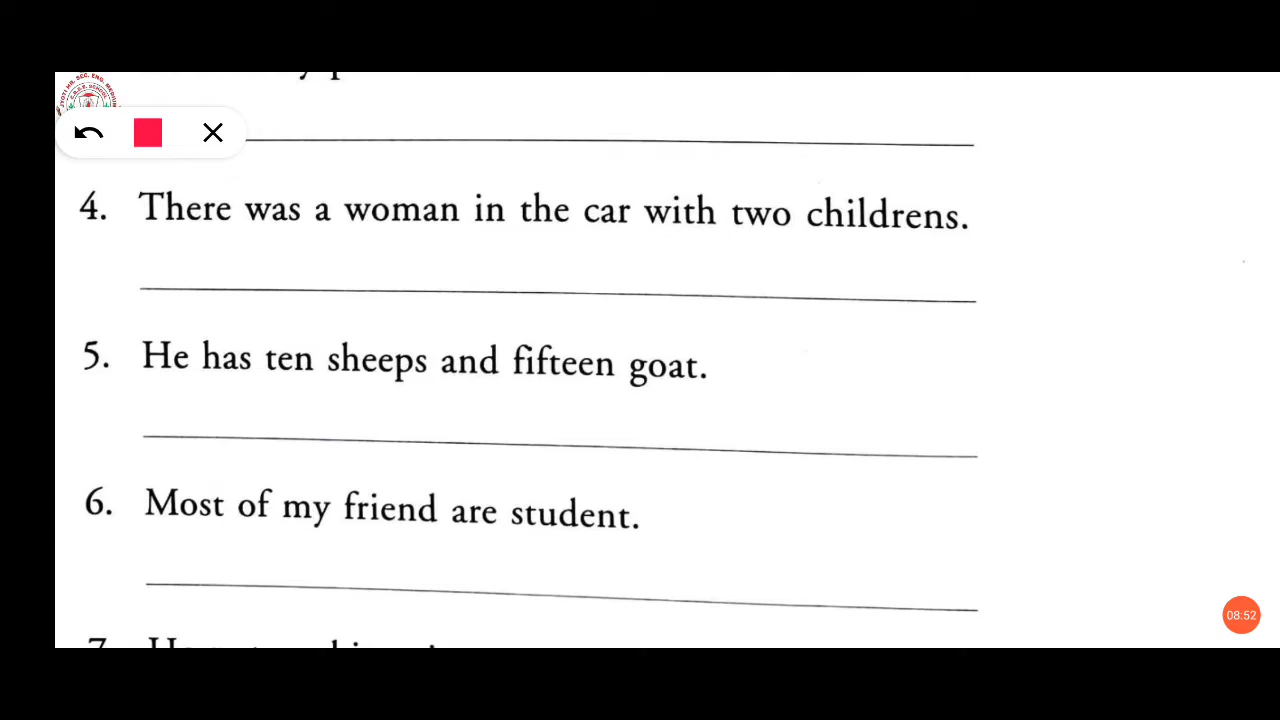 4. There was a woman in the car with two childrens.
5. He has ten sheeps and fifteen goat.
6. Most of my friend are student.
08:52